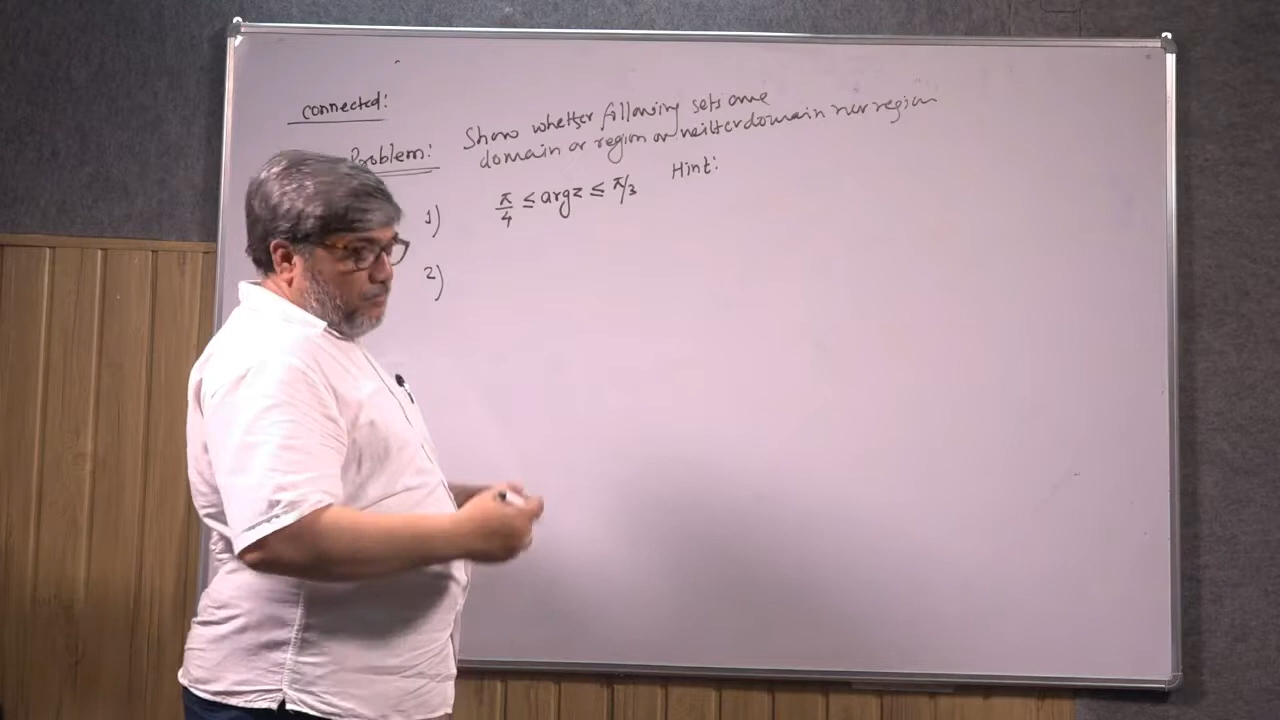 connected:
Problem: Show whether following sets are
domain or region or neither domain nor region
1) π/4 ≤ argz ≤ π/3 Hint:
2)